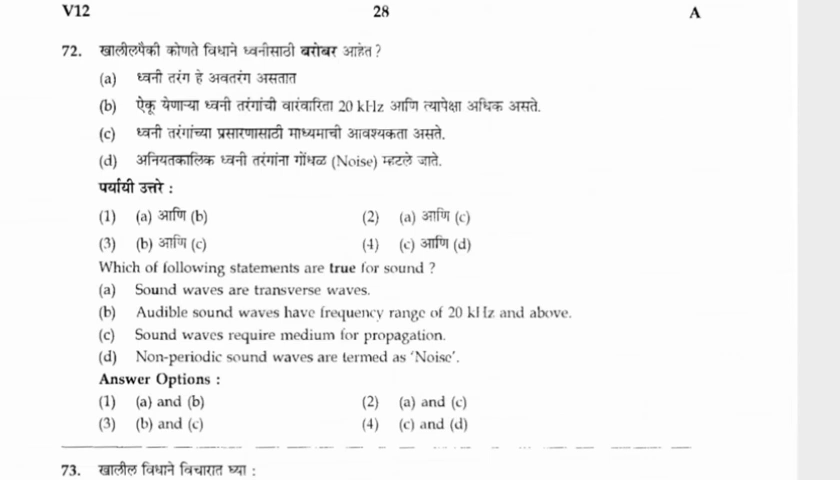 V12 28 A
72. खालीलपैकी कोणते विधाने ध्वनीसाठी बरोबर आहेत ?
(a) ध्वनी तरंग हे अवतरंग असतात
(b) ऐकू येणाऱ्या ध्वनी तरंगांची वारंवारिता 20 kHz आणि त्यापेक्षा अधिक असते.
(c) ध्वनी तरंगांच्या प्रसारणासाठी माध्यमाची आवश्यकता असते.
(d) अनियतकालिक ध्वनी तरंगांना गोंधळ (Noise) म्हटले जाते.
पर्यायी उत्तरे :
(1) (a) आणि (b) (2) (a) आणि (c)
(3) (b) आणि (c) (4) (c) आणि (d)
Which of following statements are true for sound ?
(a) Sound waves are transverse waves.
(b) Audible sound waves have frequency range of 20 kHz and above.
(c) Sound waves require medium for propagation.
(d) Non-periodic sound waves are termed as 'Noise'.
Answer Options :
(1) (a) and (b) (2) (a) and (c)
(3) (b) and (c) (4) (c) and (d)
73. खालील विधाने विचारात घ्या :